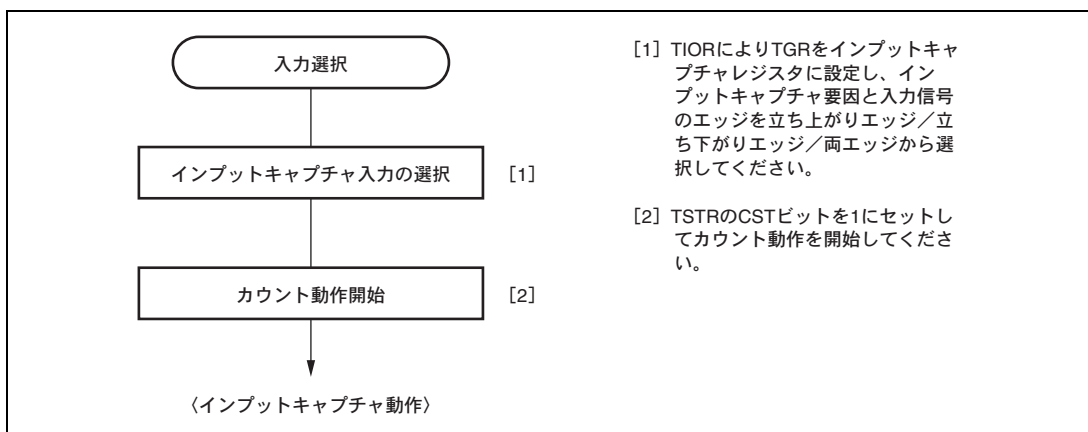 入力選択
インプットキャプチャ入力の選択 [1]
カウント動作開始 [2]
〈インプットキャプチャ動作〉
[1] TIORによりTGRをインプットキャ
プチャレジスタに設定し、イン
プットキャプチャ要因と入力信号
のエッジを立ち上がりエッジ／立
ち下がりエッジ／両エッジから選
択してください。
[2] TSTRのCSTビットを1にセットし
てカウント動作を開始してくださ
い。